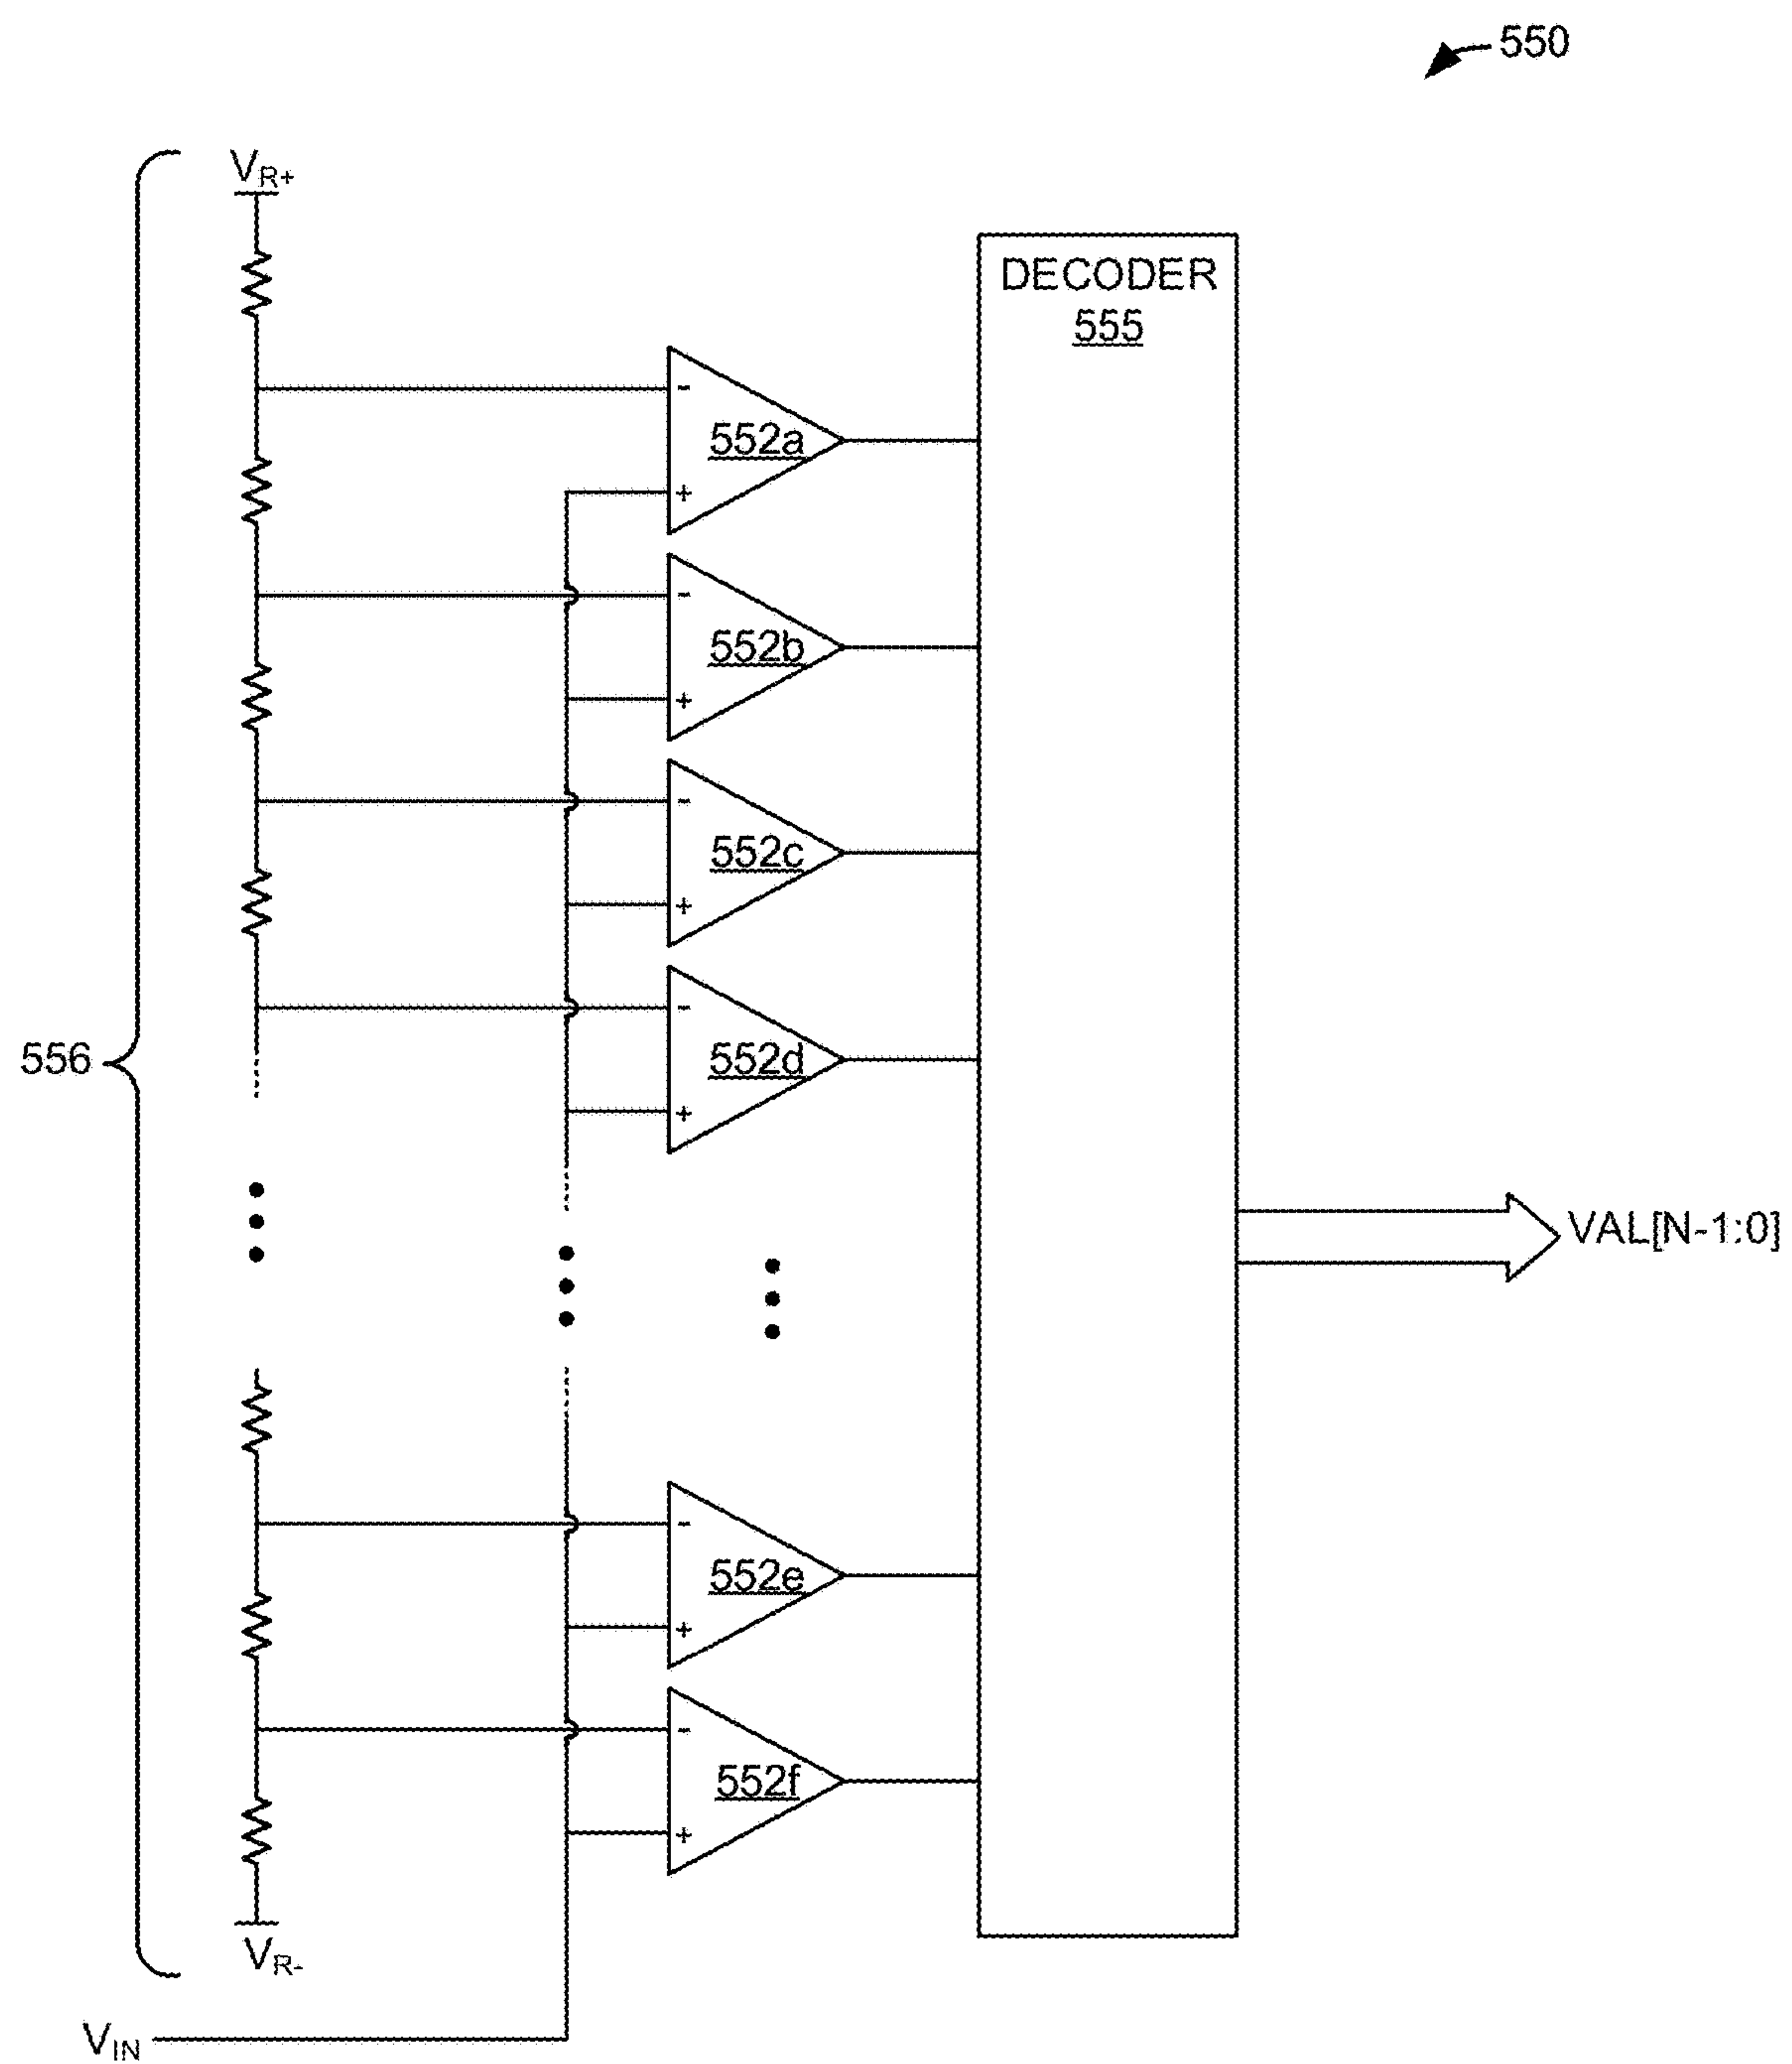 550
VR+
DECODER
555
-
552a
+
-
552b
+
-
552c
+
-
552d
+
556
VAL[N-1:0]
-
552e
+
-
552f
+
VR-
VIN